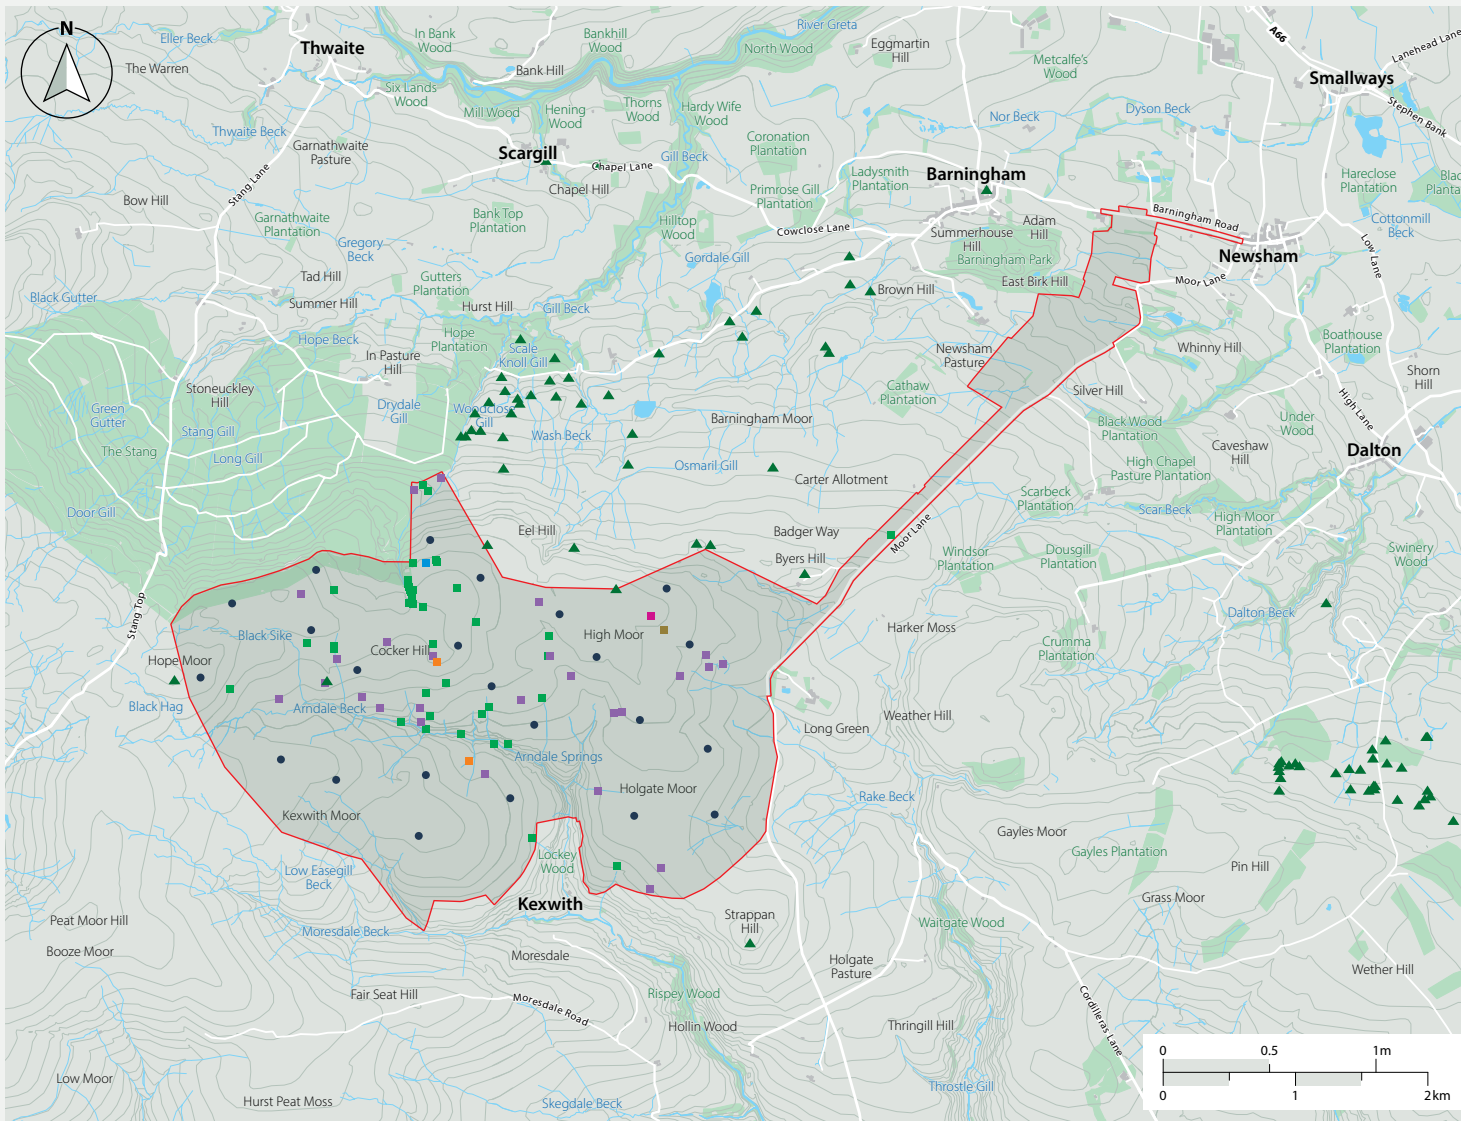 N
Eller Beck
Thwaite
The Warren
In Bank
Wood
Bankhill
Wood
River Greta
North Wood
Eggmartin
Hill
Metcalfe's
Wood
A66
Lanehead Lane
Smallways
Stephen Bank
Bank Hill
Six Lands
Wood
Mill Wood
Hening
Wood
Thorns
Wood
Hardy Wife
Wood
Nor Beck
Dyson Beck
Thwaite Beck
Garnathwaite
Pasture
Stang Lane
Scargill
Chapel Lane
Gill Beck
Coronation
Plantation
Chapel Hill
Primrose Gill
Plantation
Ladysmith
Plantation
Barningham
Hareclose
Plantation
Blac
Planta
Bow Hill
Garnathwaite
Plantation
Bank Top
Plantation
Hilltop
Wood
Cowclose Lane
Summerhouse
Hill
Adam
Hill
Barningham Road
Cottonmill
Beck
Gregory
Beck
Gordale Gill
Barningham Park
Newsham
Low Lane
Tad Hill
Gutters
Plantation
East Birk Hill
Moor Lane
Black Gutter
Summer Hill
Hurst Hill
Gill Beck
Brown Hill
Hope Beck
Hope
Plantation
Scale
Knoll Gill
In Pasture
Hill
Newsham
Pasture
Whinny Hill
Boathouse
Plantation
Stoneuckley
Hill
Cathaw
Plantation
Silver Hill
Shorn
Hill
Green
Gutter
Drydale
Gill
Woodclose
Gill
Barningham Moor
High Lane
Stang Gill
Wash Beck
Black Wood
Plantation
Under
Wood
The Stang
Long Gill
Osmaril Gill
Caveshaw
Hill
Dalton
High Chapel
Pasture Plantation
Carter Allotment
Scarbeck
Plantation
Scar Beck
Door Gill
High Moor
Plantation
Eel Hill
Badger Way
Moor Lane
Byers Hill
Windsor
Plantation
Dousgill
Plantation
Swinery
Wood
Stang Top
Dalton Beck
Black Sike
High Moor
Harker Moss
Crumma
Plantation
Cocker Hill
Hope Moor
Black Hag
Arndale Beck
Weather Hill
Long Green
Arndale Springs
Holgate Moor
Rake Beck
Kexwith Moor
Gayles Moor
Gayles Plantation
Lockey
Wood
Pin Hill
Low Easegill
Beck
Grass Moor
Kexwith
Peat Moor Hill
Strappan
Hill
Waitgate Wood
Moresdale Beck
Booze Moor
Moresdale
Holgate
Pasture
Wether Hill
Fair Seat Hill
Rispey Wood
Moresdale Road
Cordilleras Lane
Hollin Wood
Thringill Hill
Low Moor
Throstle Gill
Hurst Peat Moss
Skegdale Beck
0 0.5 1m
0 1 2km